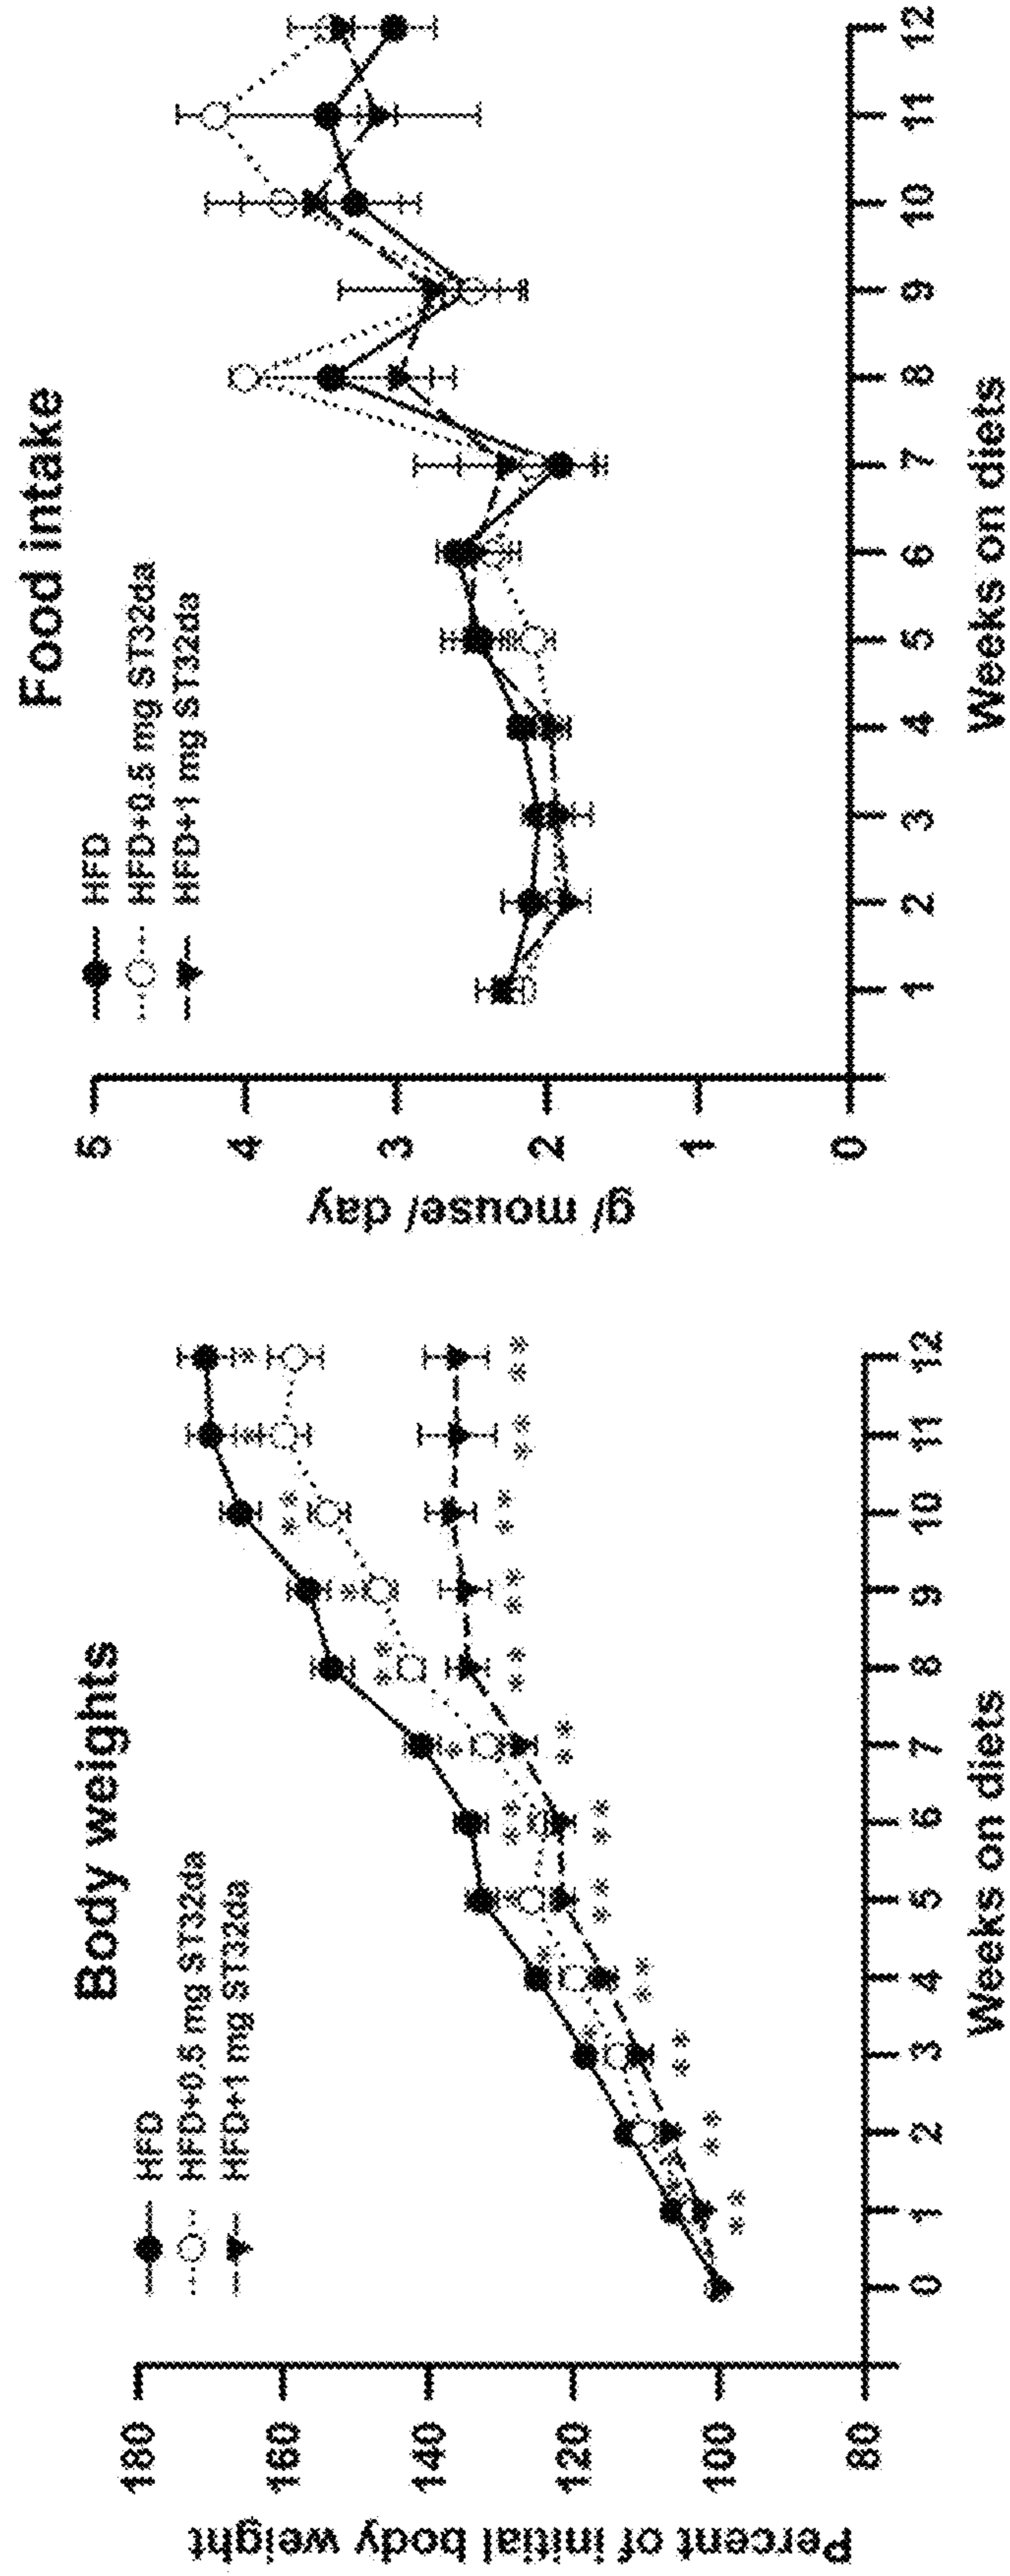 Body weights
HFD
HFD+0.5 mg ST32da
HFD+1 mg ST32da
Percent of initial body weight
180
160
140
120
100
80
0 1 2 3 4 5 6 7 8 9 10 11 12
Weeks on diets
* * * * * * * * * * * * * *
** ** ** ** ** ** ** ** ** ** ** **
Food intake
HFD
HFD+0.5 mg ST32da
HFD+1 mg ST32da
g/ mouse/ day
5
4
3
2
1
0
1 2 3 4 5 6 7 8 9 10 11 12
Weeks on diets